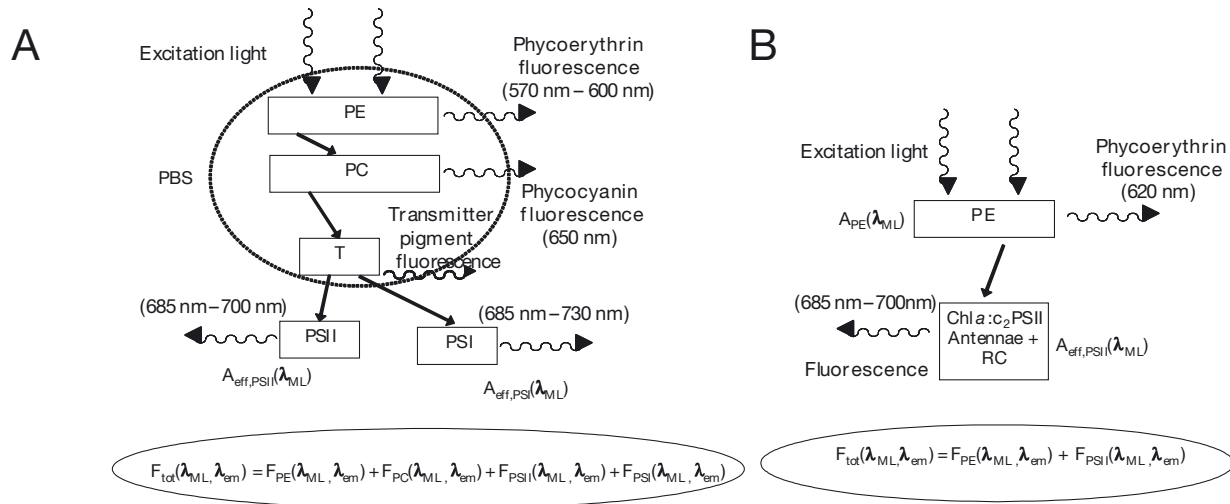 A
Excitation light
Phycoerythrin
fluorescence
(570 nm – 600 nm)
PE
PC
PBS
Phycocyanin
fluorescence
(650 nm)
Transmitter
pigment
fluorescence
T
(685 nm – 700 nm)
(685 nm – 730 nm)
PSII
PSI
A_eff,PSII(λ_ML)
A_eff,PSI(λ_ML)
F_tot(λ_ML, λ_em) = F_PE(λ_ML, λ_em) + F_PC(λ_ML, λ_em) + F_PSII(λ_ML, λ_em) + F_PSI(λ_ML, λ_em)
B
Excitation light
Phycoerythrin
fluorescence
(620 nm)
A_PE(λ_ML)
PE
(685 nm – 700nm)
Fluorescence
Chl a:c₂PSII
Antennae +
RC
A_eff,PSII(λ_ML)
F_tot(λ_ML, λ_em) = F_PE(λ_ML, λ_em) + F_PSII(λ_ML, λ_em)